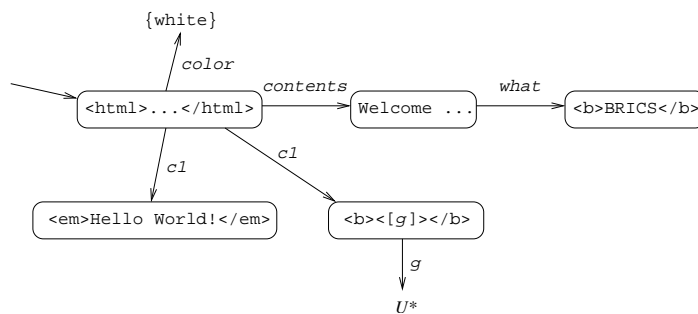 {white}
color
contents
what
<html>...</html>
Welcome ...
<b>BRICS</b>
c1
c1
<em>Hello World!</em>
<b><[g]></b>
g
U*